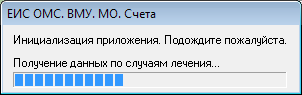 ЕИС ОМС. ВМУ. МО. Счета
Инициализация приложения. Подождите пожалуйста.
Получение данных по случаям лечения...